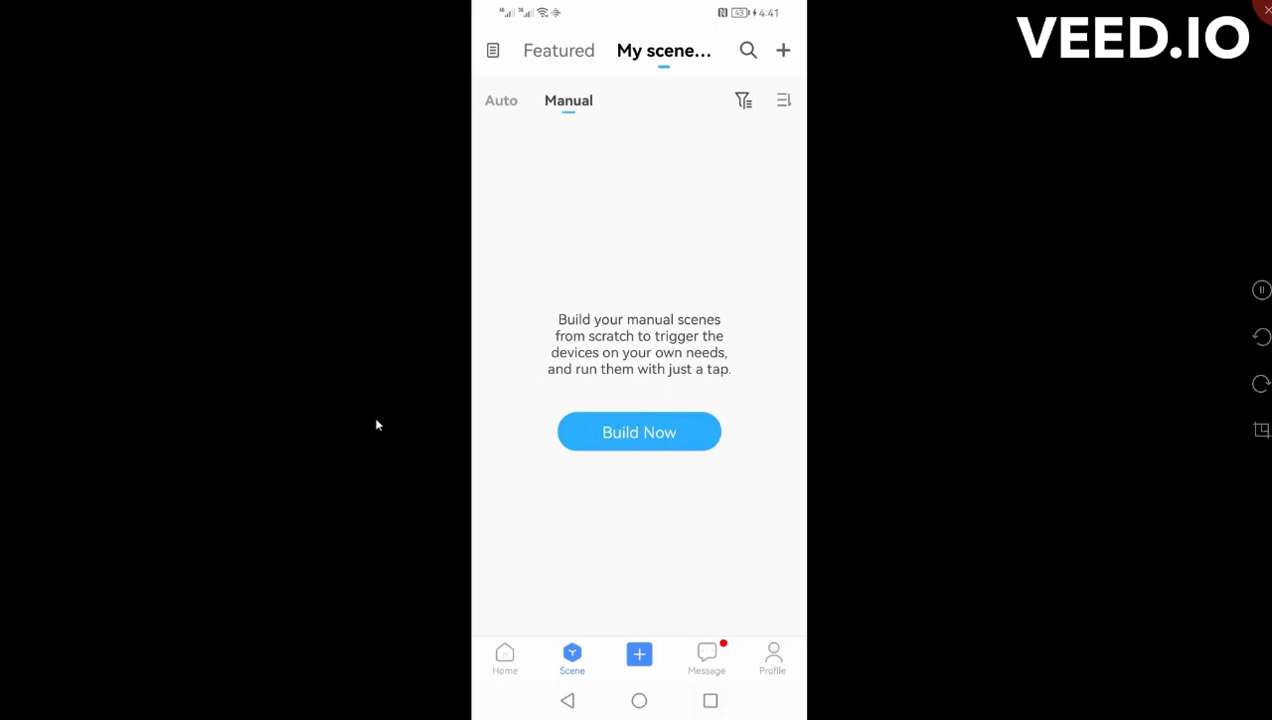 43 4:41
VEED.IO
Featured My scene...
Auto Manual
Build your manual scenes
from scratch to trigger the
devices on your own needs,
and run them with just a tap.
Build Now
Home Scene Message Profile